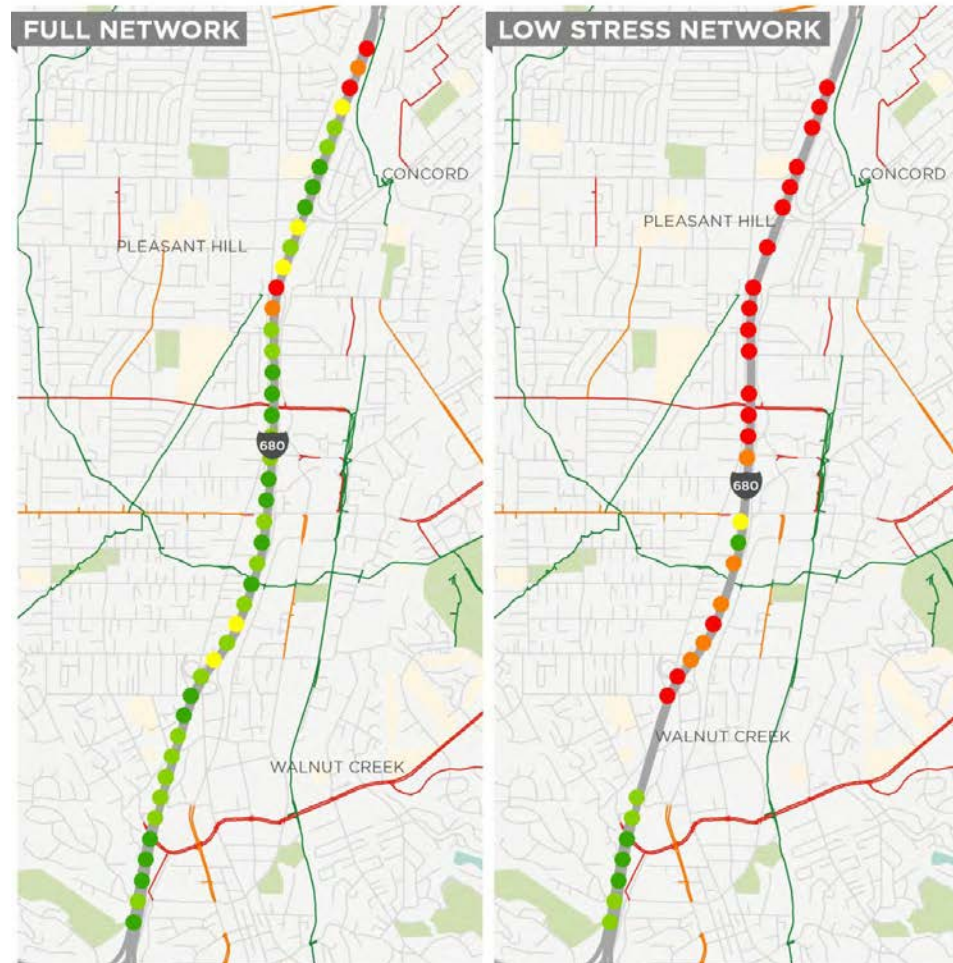 FULL NETWORK
CONCORD
PLEASANT HILL
680
WALNUT CREEK
LOW STRESS NETWORK
CONCORD
PLEASANT HILL
680
WALNUT CREEK